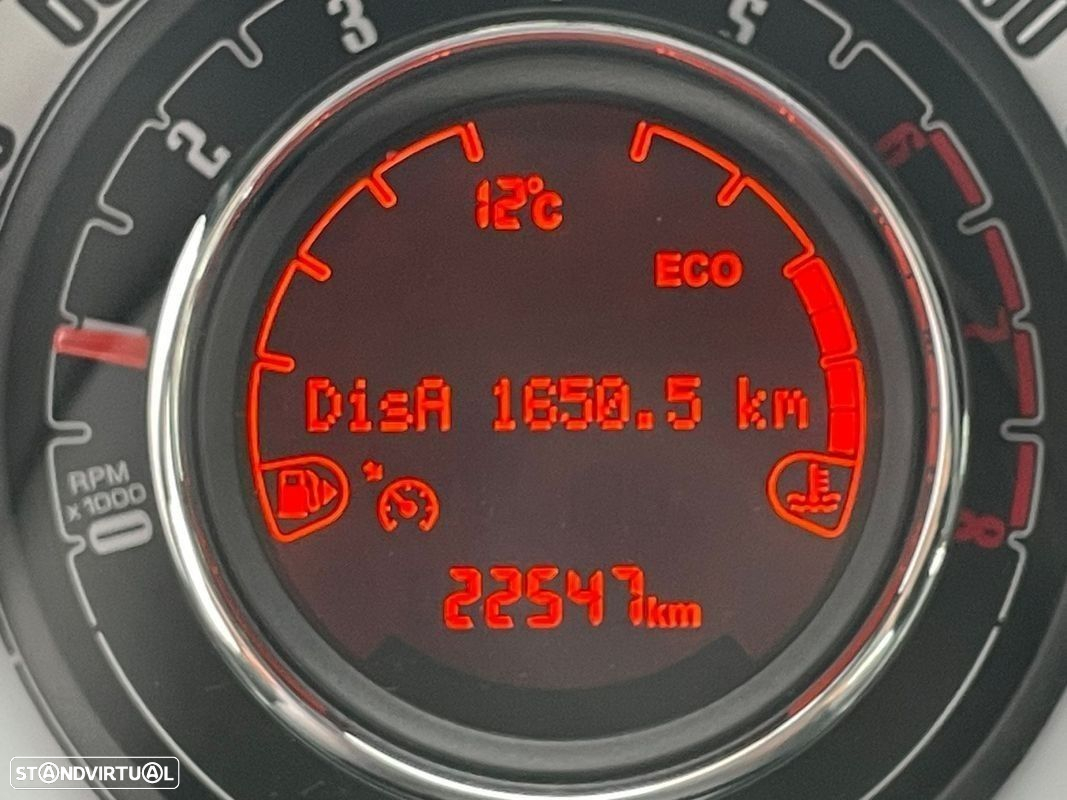 3
5
2
6
12°C
ECO
7
DisA 1650.5 km
RPM
x1000
0
8
22547km
STANDVIRTUAL